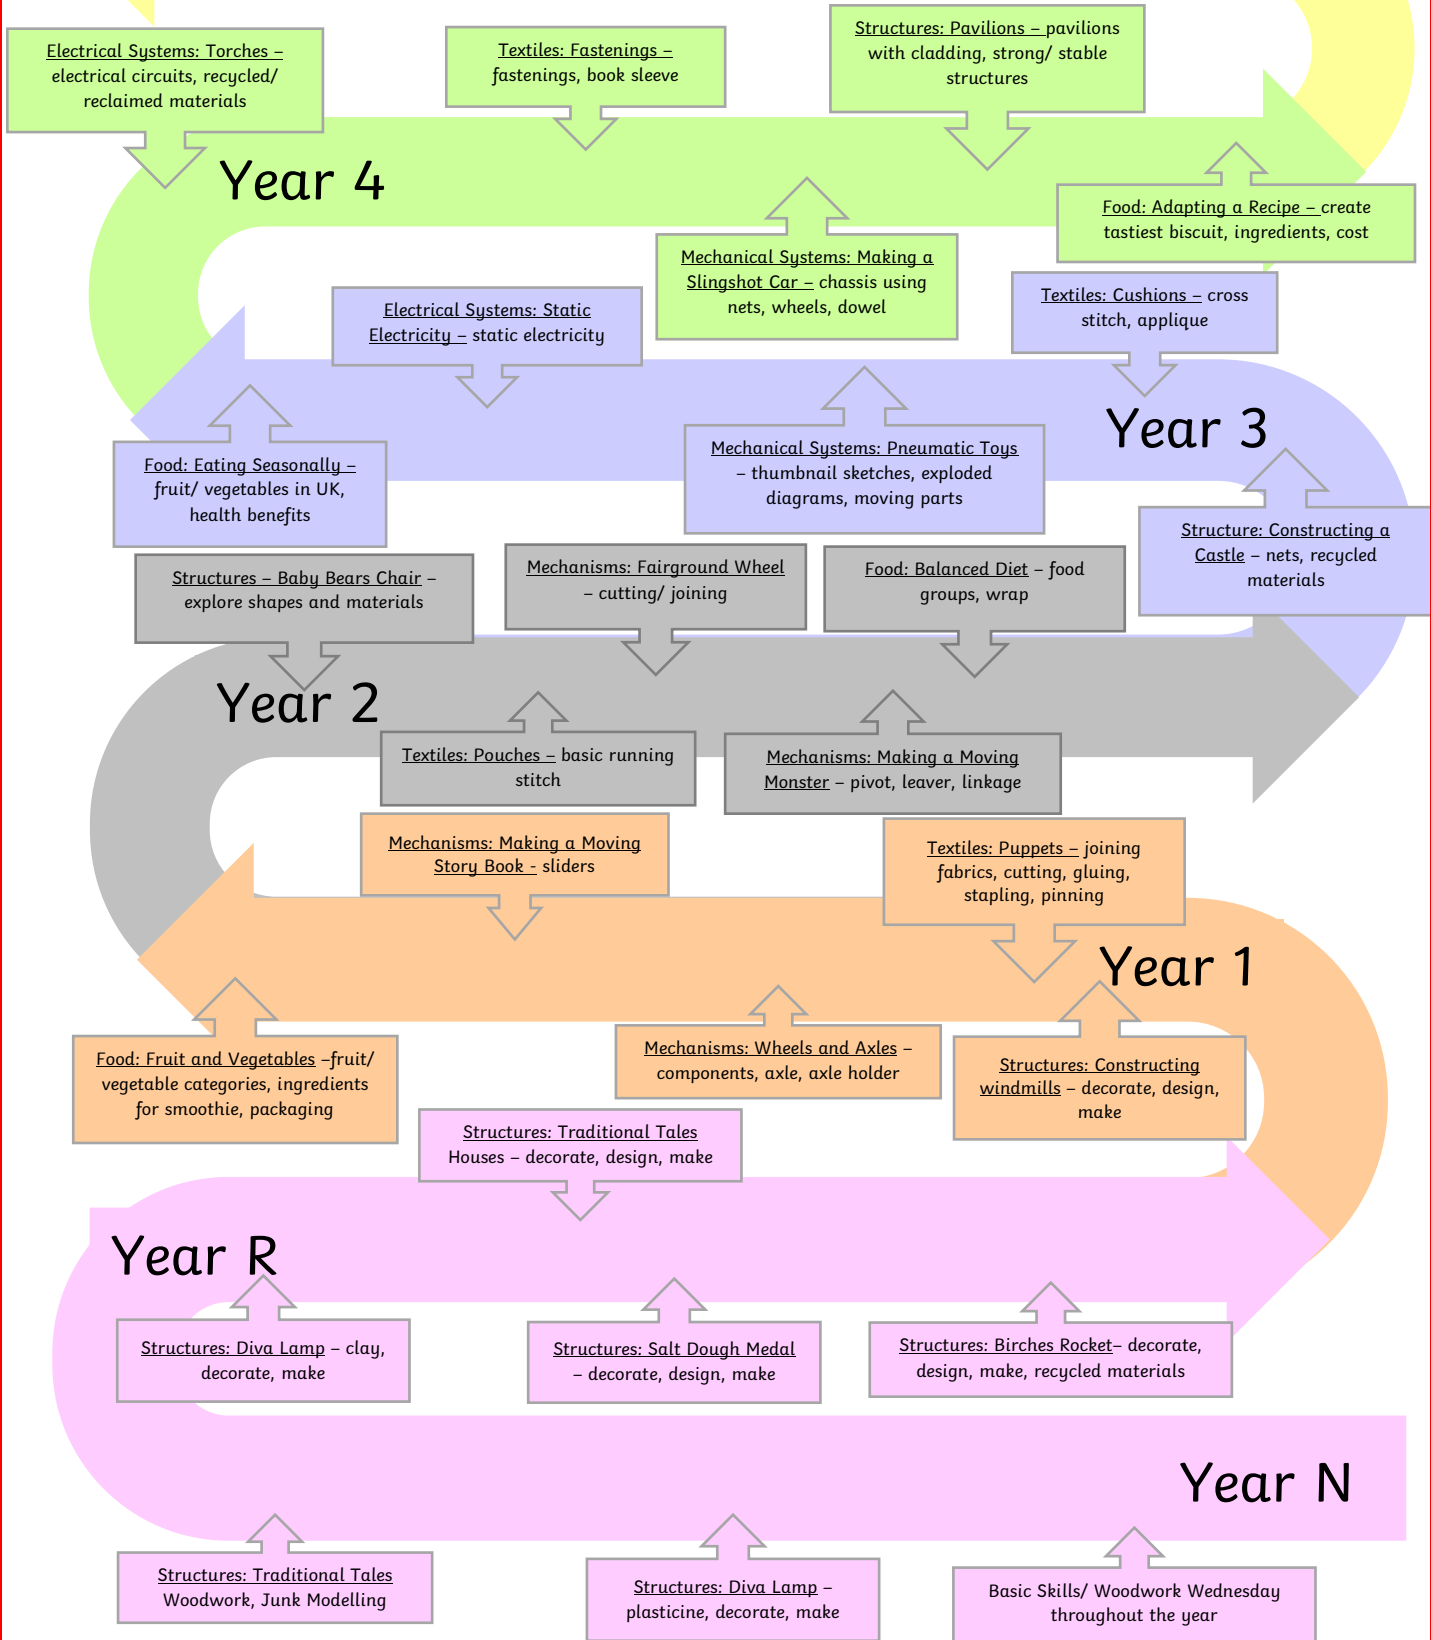 Electrical Systems: Torches –
electrical circuits, recycled/
reclaimed materials
Textiles: Fastenings –
fastenings, book sleeve
Structures: Pavilions – pavilions
with cladding, strong/ stable
structures
Year 4
Mechanical Systems: Making a
Slingshot Car – chassis using
nets, wheels, dowel
Food: Adapting a Recipe – create
tastiest biscuit, ingredients, cost
Electrical Systems: Static
Electricity – static electricity
Textiles: Cushions – cross
stitch, applique
Year 3
Food: Eating Seasonally –
fruit/ vegetables in UK,
health benefits
Mechanical Systems: Pneumatic Toys
– thumbnail sketches, exploded
diagrams, moving parts
Structure: Constructing a
Castle – nets, recycled
materials
Structures – Baby Bears Chair –
explore shapes and materials
Mechanisms: Fairground Wheel
– cutting/ joining
Food: Balanced Diet – food
groups, wrap
Year 2
Textiles: Pouches – basic running
stitch
Mechanisms: Making a Moving
Monster – pivot, leaver, linkage
Mechanisms: Making a Moving
Story Book - sliders
Textiles: Puppets – joining
fabrics, cutting, gluing,
stapling, pinning
Year 1
Food: Fruit and Vegetables –fruit/
vegetable categories, ingredients
for smoothie, packaging
Mechanisms: Wheels and Axles –
components, axle, axle holder
Structures: Constructing
windmills – decorate, design,
make
Structures: Traditional Tales
Houses – decorate, design, make
Year R
Structures: Diva Lamp – clay,
decorate, make
Structures: Salt Dough Medal
– decorate, design, make
Structures: Birches Rocket– decorate,
design, make, recycled materials
Year N
Structures: Traditional Tales
Woodwork, Junk Modelling
Structures: Diva Lamp –
plasticine, decorate, make
Basic Skills/ Woodwork Wednesday
throughout the year